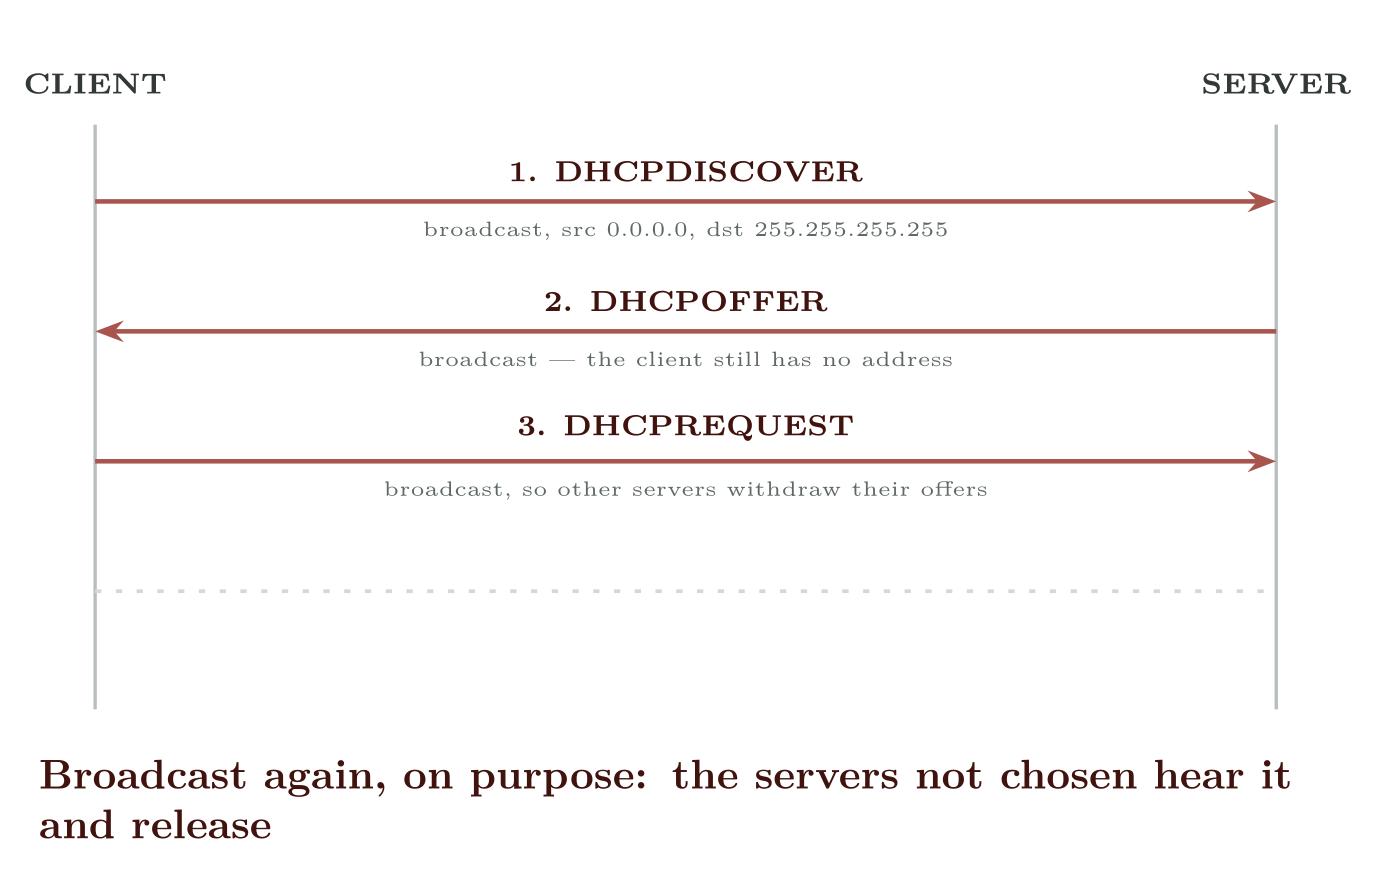 CLIENT
SERVER
1. DHCPDISCOVER
broadcast, src 0.0.0.0, dst 255.255.255.255
2. DHCPOFFER
broadcast — the client still has no address
3. DHCPREQUEST
broadcast, so other servers withdraw their offers
Broadcast again, on purpose: the servers not chosen hear it
and release